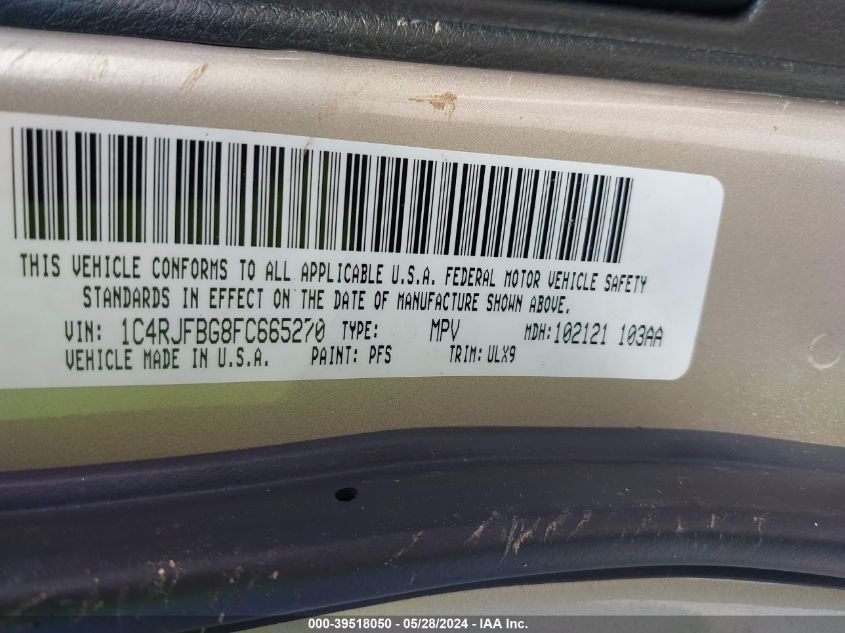 THIS VEHICLE CONFORMS TO ALL APPLICABLE U.S.A. FEDERAL MOTOR VEHICLE SAFETY
STANDARDS IN EFFECT ON THE DATE OF MANUFACTURE SHOWN ABOVE.
VIN: 1C4RJFBG8FC665270 TYPE: MPV MDH:102121 103AA
VEHICLE MADE IN U.S.A. PAINT: PFS TRIM:ULX9
000-39518050 - 05/28/2024 - IAA Inc.